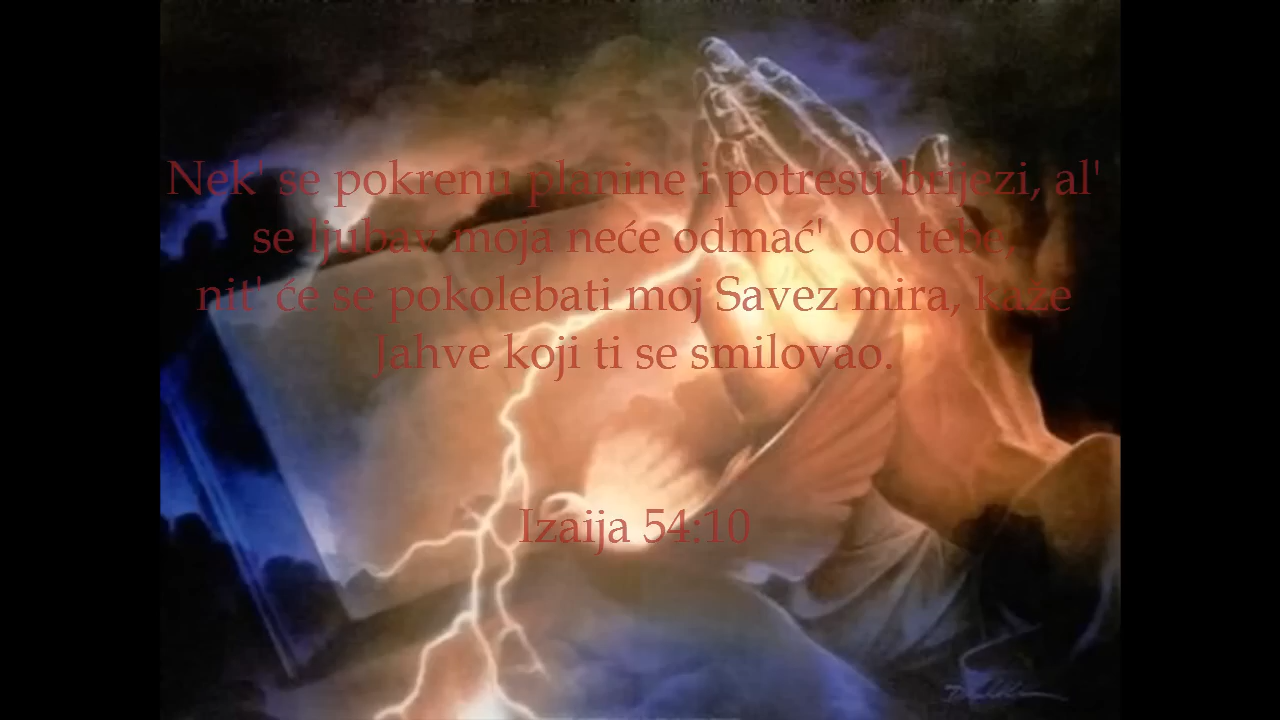 Nek' se pokrenu planine i potresu brijezi, al'
se ljubav moja neće odmać' od tebe,
nit' će se pokolebati moj Savez mira, kaže
Jahve koji ti se smilovao.
Izaija 54:10